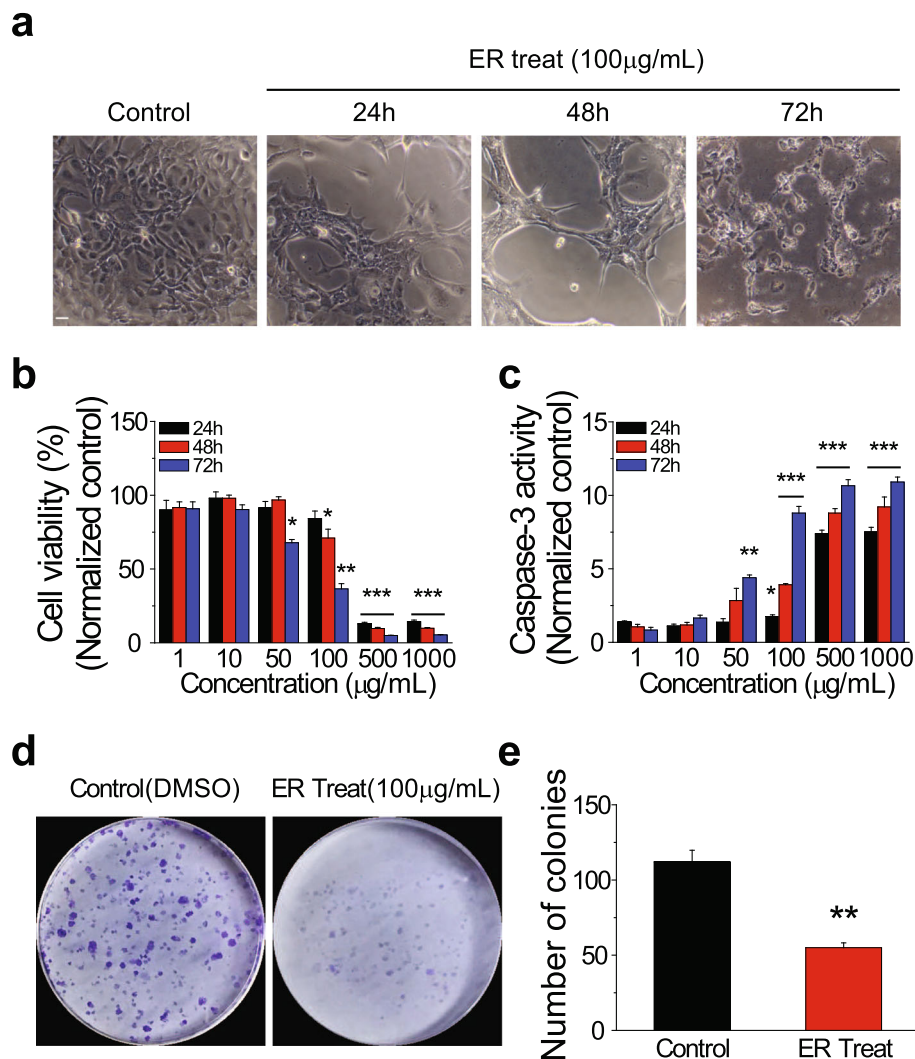 a
ER treat (100μg/mL)
Control 24h 48h 72h
b
Cell viability (%)
(Normalized control)
150
100
50
0
24h
48h
72h
*
*
**
***
***
1 10 50 100 500 1000
Concentration (μg/mL)
c
Caspase-3 activity
(Normalized control)
15
10
5
0
24h
48h
72h
**
*
***
***
***
1 10 50 100 500 1000
Concentration (μg/mL)
d
Control(DMSO) ER Treat(100μg/mL)
e
Number of colonies
150
100
50
0
**
Control ER Treat